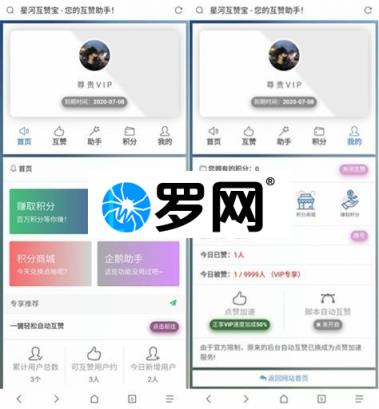 星河互赞宝 - 您的互赞助手!
尊贵VIP
到期时间：2020-07-08
首页
互赞
助手
积分
我的
首页
赚取积分
百万积分等你赚！
积分商城
今天兑换点啥呢？
企鹅助手
这些功能没用过吧~
专享推荐
一键轻松自动互赞
点击前往
累计用户总数
可互赞用户约
今日新增用户
3个
3人
2人
星河互赞宝 - 您的互赞助手!
尊贵VIP
到期时间：2020-07-08
首页
互赞
助手
积分
我的
您拥有的积分：0
积分商城
赚取积分
今日已赞：1人
今日被赞：1 / 9999人 （VIP专享）
点赞加速
正享VIP速度加成50%
脚本自动互赞
未开启
由于官方限制，原来的后台自动互赞已换成为点赞加速服务!
返回网站首页
罗网®